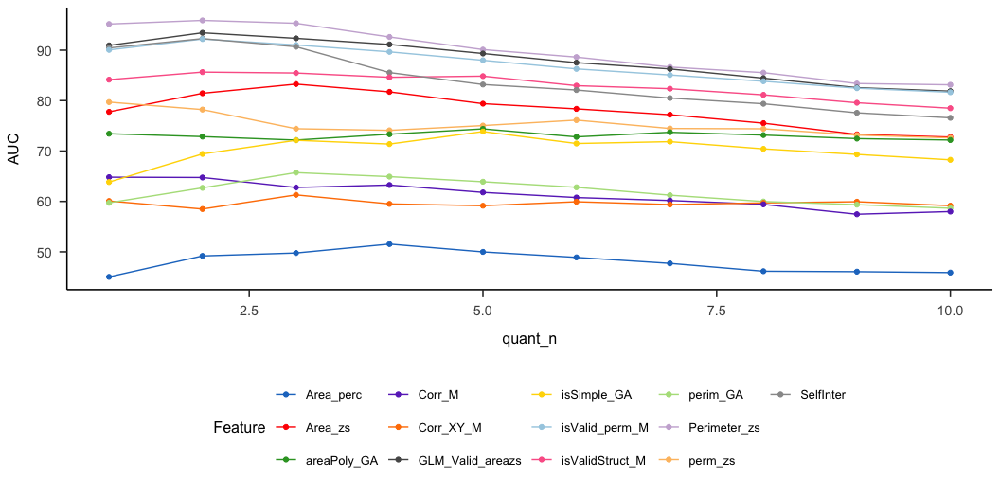 90
80
70
60
50
AUC
2.5 5.0 7.5 10.0
quant_n
Feature
Area_perc Corr_M isSimple_GA perim_GA SelfInter
Area_zs Corr_XY_M isValid_perm_M Perimeter_zs
areaPoly_GA GLM_Valid_areazs isValidStruct_M perm_zs